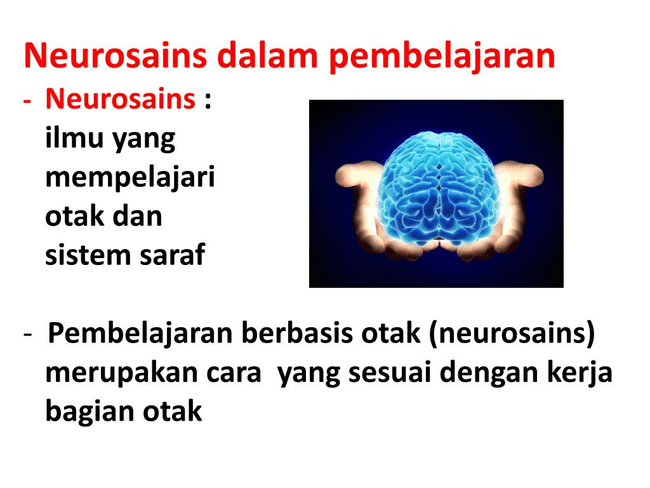 Neurosains dalam pembelajaran
- Neurosains :
ilmu yang
mempelajari
otak dan
sistem saraf
- Pembelajaran berbasis otak (neurosains)
merupakan cara  yang sesuai dengan kerja
bagian otak